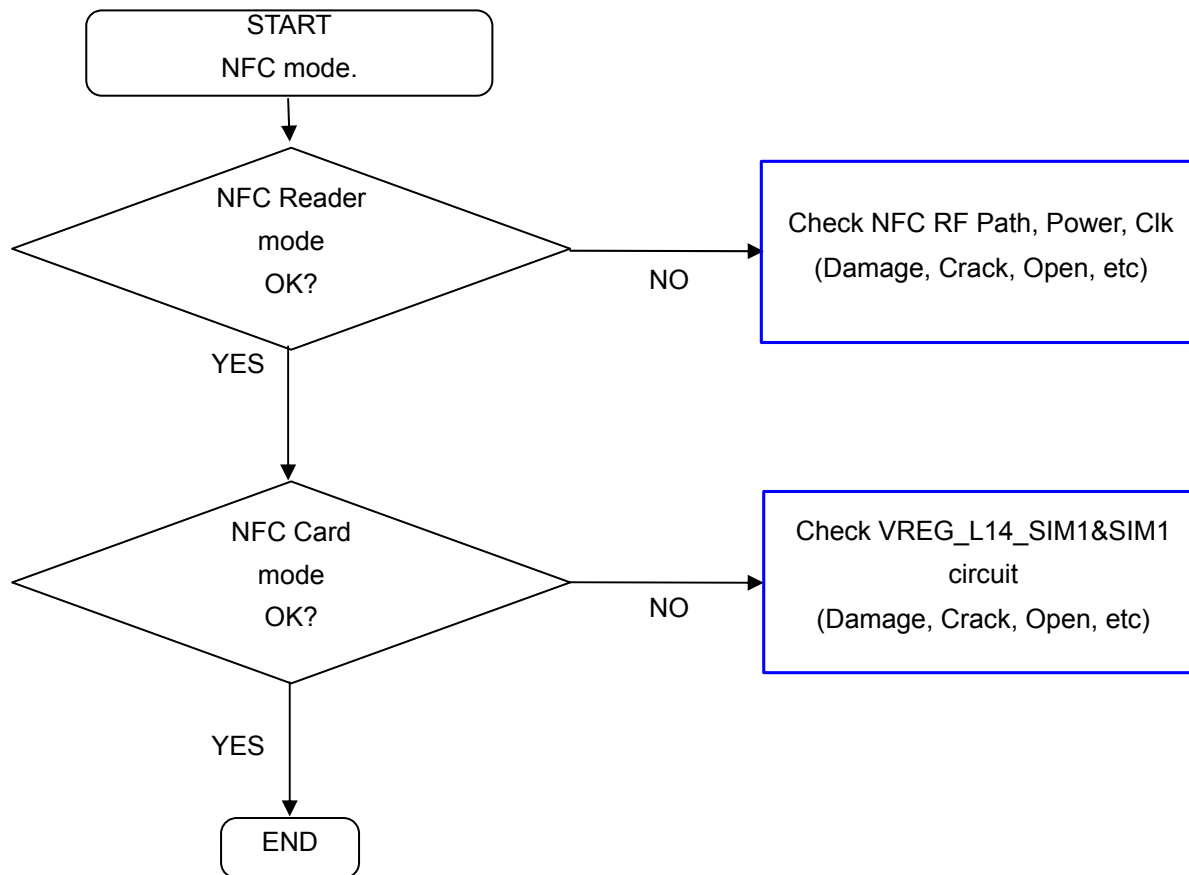 START
NFC mode.
NFC Reader
mode
OK?
NO
Check NFC RF Path, Power, Clk
(Damage, Crack, Open, etc)
YES
NFC Card
mode
OK?
NO
Check VREG_L14_SIM1&SIM1
circuit
(Damage, Crack, Open, etc)
YES
END